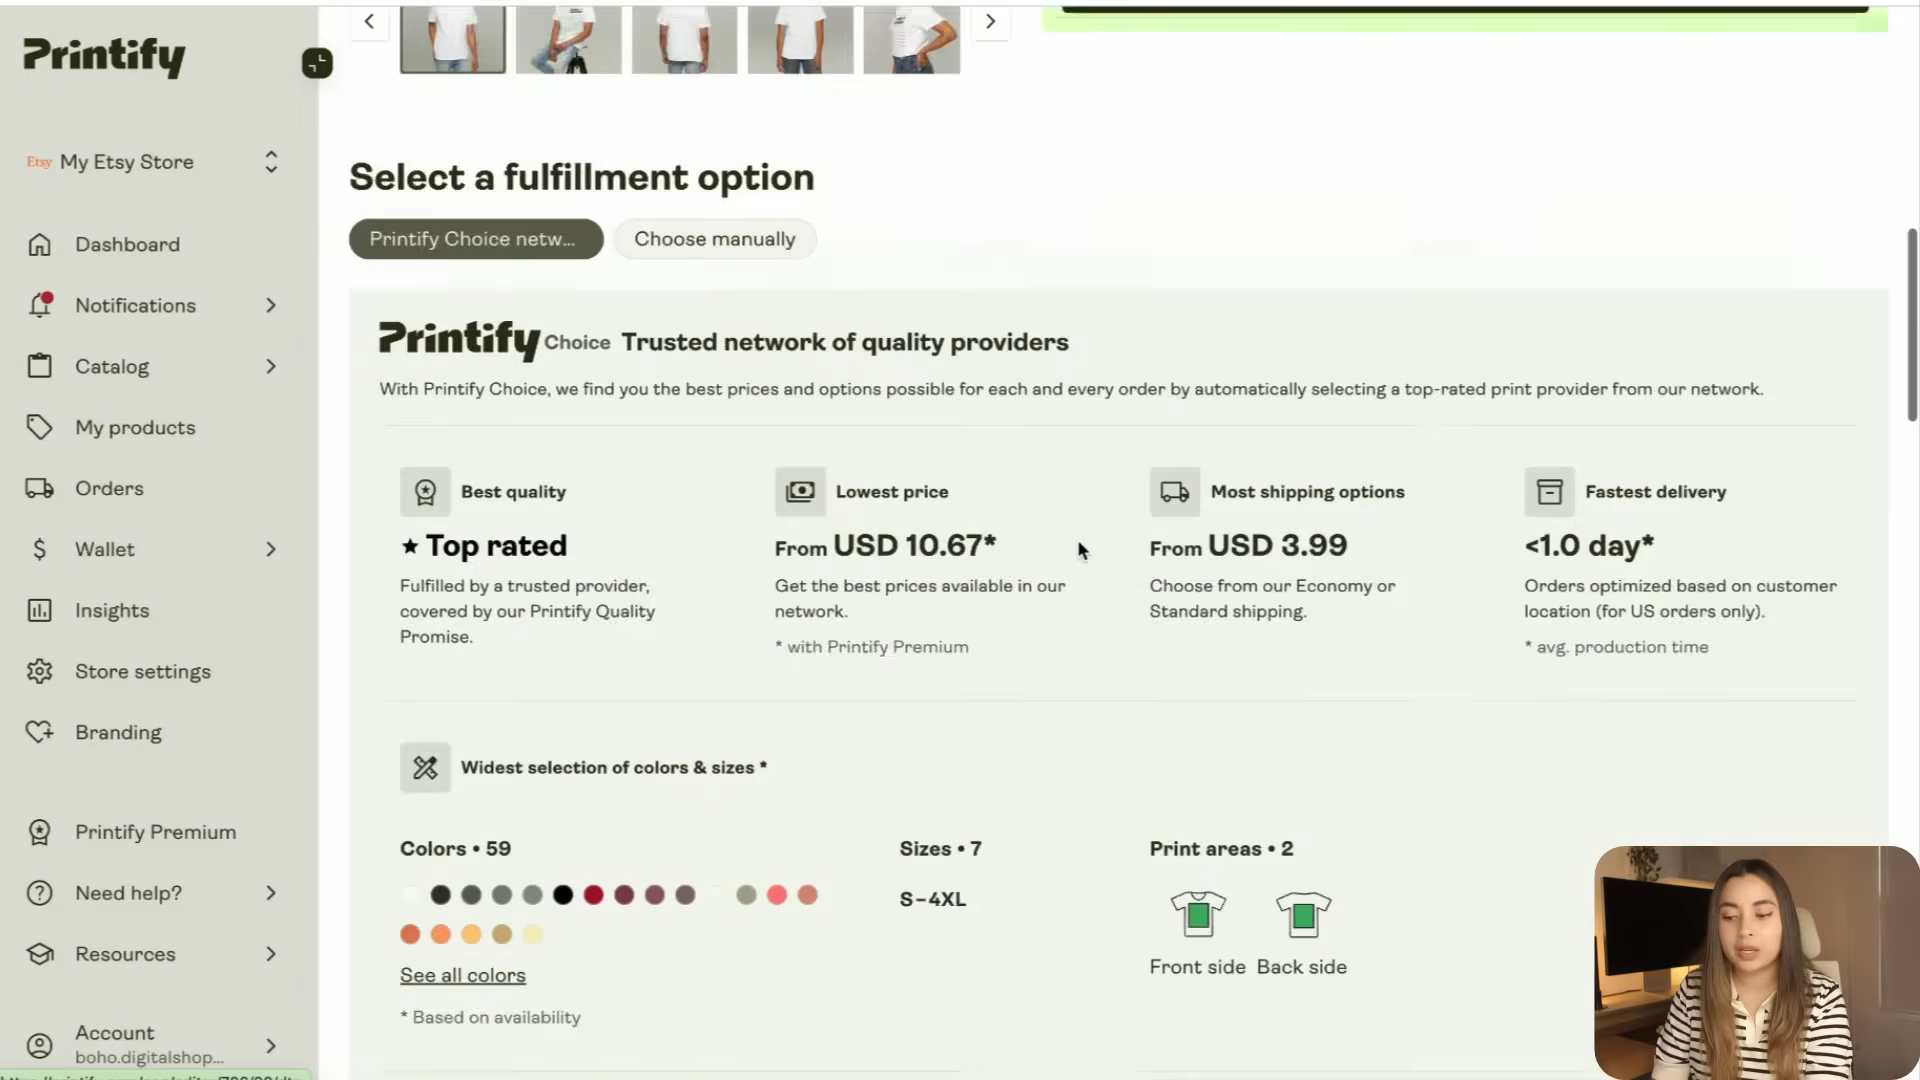 Printify
Etsy My Etsy Store
Dashboard
Notifications
Catalog
My products
Orders
Wallet
Insights
Store settings
Branding
Printify Premium
Need help?
Resources
Account
boho.digitalshop...
Select a fulfillment option
Printify Choice netw...
Choose manually
Printify Choice Trusted network of quality providers
With Printify Choice, we find you the best prices and options possible for each and every order by automatically selecting a top-rated print provider from our network.
Best quality
Top rated
Fulfilled by a trusted provider,
covered by our Printify Quality
Promise.
Lowest price
From USD 10.67*
Get the best prices available in our
network.
* with Printify Premium
Most shipping options
From USD 3.99
Choose from our Economy or
Standard shipping.
Fastest delivery
<1.0 day*
Orders optimized based on customer
location (for US orders only).
* avg. production time
Widest selection of colors & sizes *
Colors • 59
See all colors
* Based on availability
Sizes • 7
S–4XL
Print areas • 2
Front side
Back side